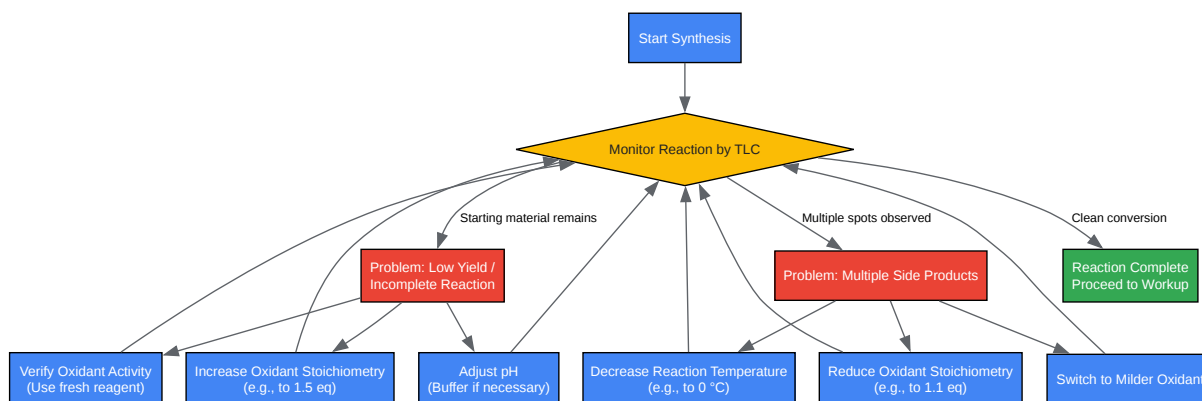 Start Synthesis
Monitor Reaction by TLC
Starting material remains
Multiple spots observed
Clean conversion
Problem: Low Yield /
Incomplete Reaction
Problem: Multiple Side Products
Reaction Complete
Proceed to Workup
Verify Oxidant Activity
(Use fresh reagent)
Increase Oxidant Stoichiometry
(e.g., to 1.5 eq)
Adjust pH
(Buffer if necessary)
Decrease Reaction Temperature
(e.g., to 0 °C)
Reduce Oxidant Stoichiometry
(e.g., to 1.1 eq)
Switch to Milder Oxidant